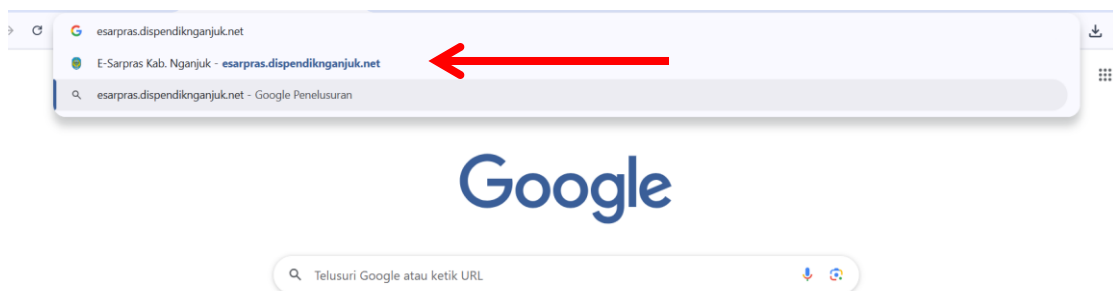 esarpras.dispendiknganjuk.net
E-Sarpras Kab. Nganjuk - esarpras.dispendiknganjuk.net
esarpras.dispendiknganjuk.net - Google Penelusuran
Google
Telusuri Google atau ketik URL